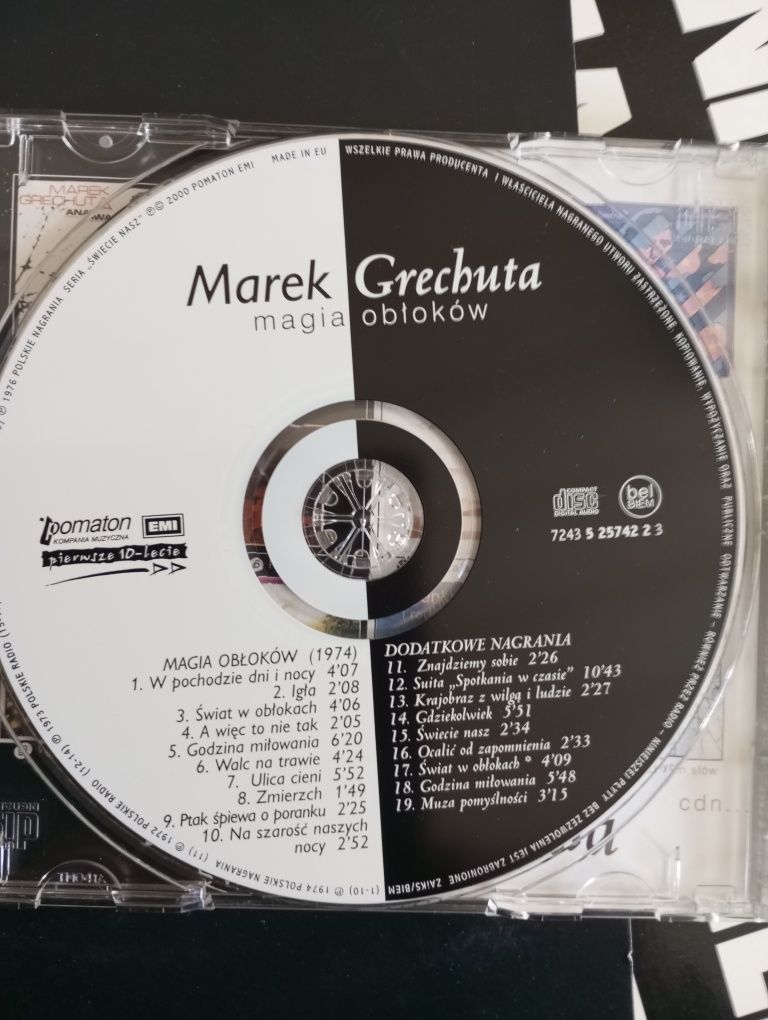 Marek Grechuta
magia obłoków
MADE IN EU
WSZELKIE PRAWA PRODUCENTA I WŁAŚCICIELA NAGRANEGO UTWORU ZASTRZEŻONE. KOPIOWANIE, WYPOŻYCZANIE ORAZ PUBLICZNE ODTWARZANIE – RÓWNIEŻ PRZEZ RADIO – NINIEJSZEJ PŁYTY BEZ ZEZWOLENIA JEST ZABRONIONE ZAIKS/BIEM
(1-10) ℗ 1974 POLSKIE NAGRANIA (11) ℗ 1972 POLSKIE RADIO (12-14) ℗ 1973 POLSKIE RADIO
℗ 1976 POLSKIE NAGRANIA SERIA „ŚWIECIE NASZ" ℗© 2000 POMATON EMI
pomaton
KOMPANIA MUZYCZNA
EMI
pierwsze 10-lecie
COMPACT
disc
DIGITAL AUDIO
bel
BIEM
7243 5 25742 2 3
MAGIA OBŁOKÓW (1974)
1. W pochodzie dni i nocy 4'07
2. Igła 2'08
3. Świat w obłokach 4'06
4. A więc to nie tak 2'05
5. Godzina miłowania 6'20
6. Walc na trawie 4'24
7. Ulica cieni 5'52
8. Zmierzch 1'49
9. Ptak śpiewa o poranku 2'25
10. Na szarość naszych
nocy 2'52
DODATKOWE NAGRANIA
11. Znajdziemy sobie 2'26
12. Suita „Spotkania w czasie" 10'43
13. Krajobraz z wilgą i ludzie 2'27
14. Gdziekolwiek 5'51
15. Świecie nasz 2'34
16. Ocalić od zapomnienia 2'33
17. Świat w obłokach * 4'09
18. Godzina miłowania 5'48
19. Muza pomyślności 3'15
MAREK
GRECHUTA
cdn...